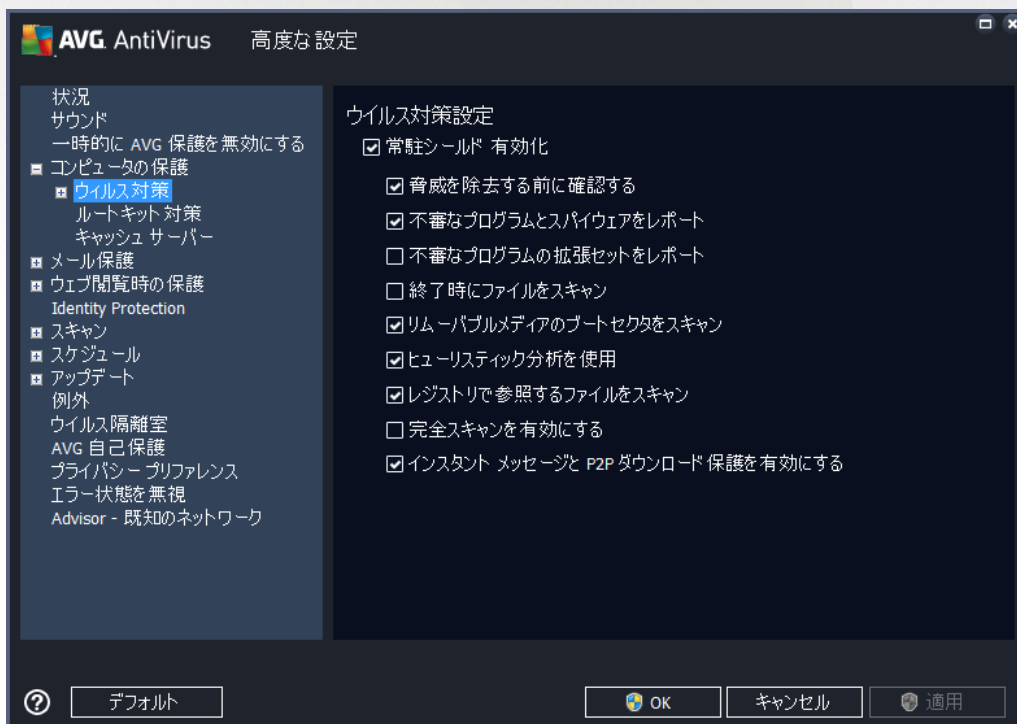 AVG. AntiVirus 高度な設定
状況
サウンド
一時的に AVG 保護を無効にする
コンピュータの保護
ウィルス対策
ルートキット対策
キャッシュ サーバー
メール保護
ウェブ閲覧時の保護
Identity Protection
スキャン
スケジュール
アップデート
例外
ウイルス隔離室
AVG 自己保護
プライバシー プリファレンス
エラー状態を無視
Advisor - 既知のネットワーク
ウイルス対策設定
常駐シールド 有効化
脅威を除去する前に確認する
不審なプログラムとスパイウェアをレポート
不審なプログラムの拡張セットをレポート
終了時にファイルをスキャン
リムーバブルメディアのブートセクタをスキャン
ヒューリスティック分析を使用
レジストリで参照するファイルをスキャン
完全スキャンを有効にする
インスタント メッセージと P2P ダウンロード保護を有効にする
デフォルト
OK
キャンセル
適用